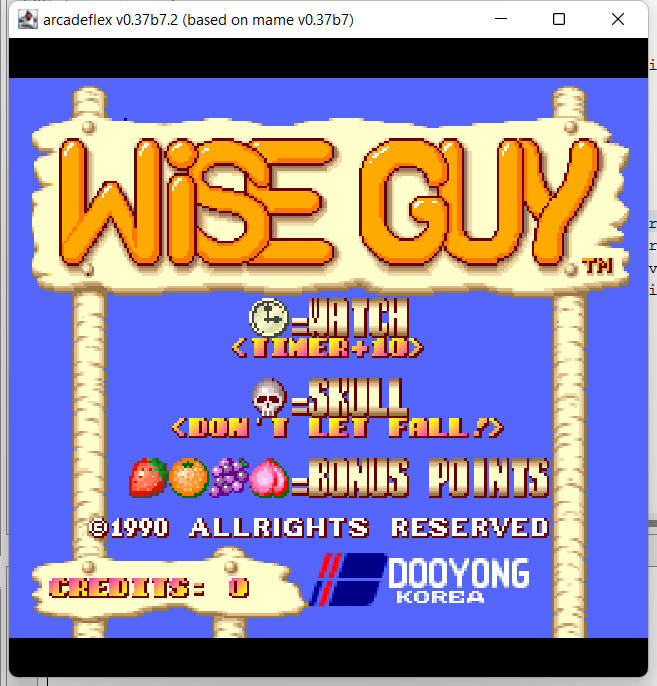 arcadeflex v0.37b7.2 (based on mame v0.37b7)
WiSE GUY
TM
=WATCH
<TIMER+10>
=SKULL
<DON'T LET FALL!>
=BONUS POINTS
©1990 ALLRIGHTS RESERVED
CREDITS: 0
DOOYONG
KOREA